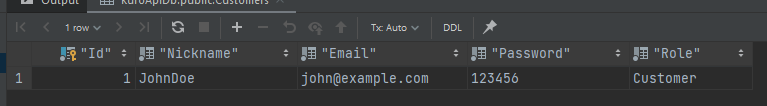 Output KuroApiDb.public.Customers
1 row Tx: Auto DDL
"Id" "Nickname" "Email" "Password" "Role"
1 1 JohnDoe john@example.com 123456 Customer